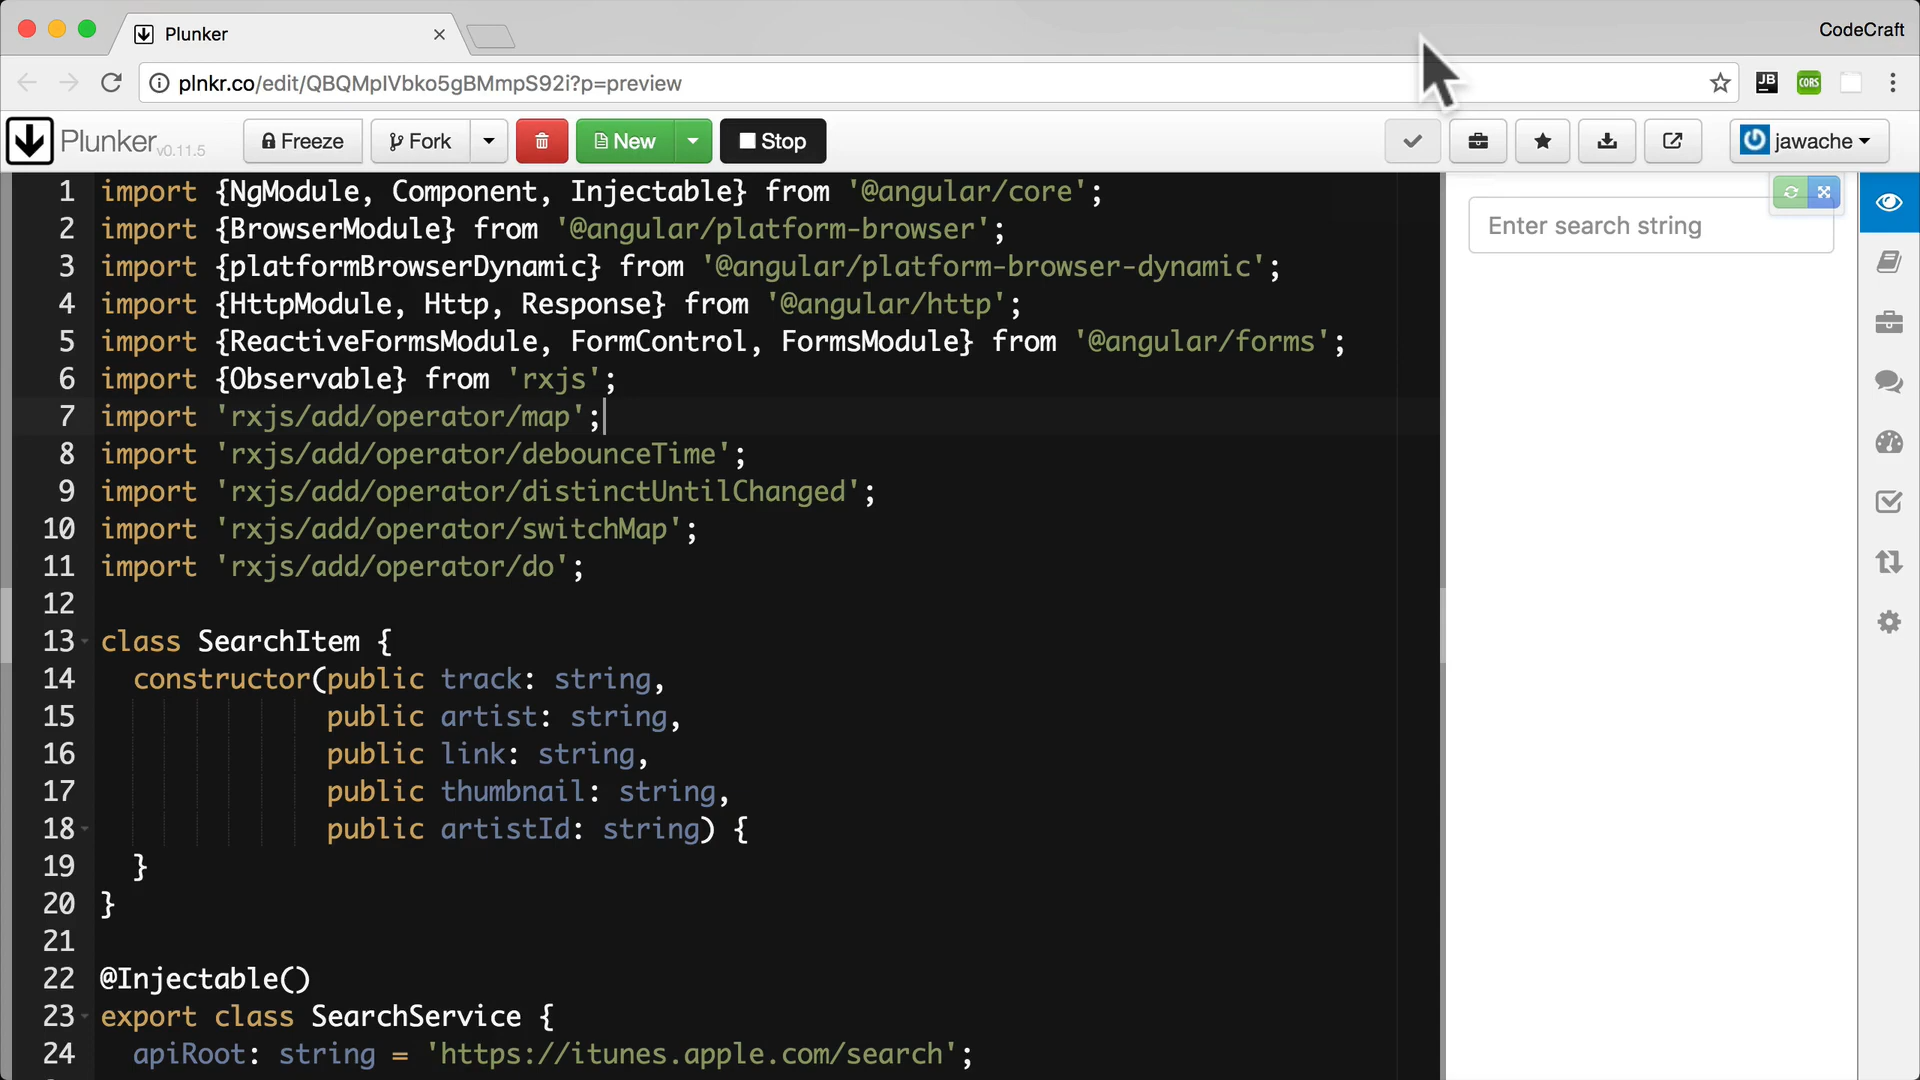 Plunker
CodeCraft
plnkr.co/edit/QBQMpIVbko5gBMmpS92i?p=preview
JB
CORS
Plunker v0.11.5
Freeze
Fork
New
Stop
jawache
1 import {NgModule, Component, Injectable} from '@angular/core';
2 import {BrowserModule} from '@angular/platform-browser';
3 import {platformBrowserDynamic} from '@angular/platform-browser-dynamic';
4 import {HttpModule, Http, Response} from '@angular/http';
5 import {ReactiveFormsModule, FormControl, FormsModule} from '@angular/forms';
6 import {Observable} from 'rxjs';
7 import 'rxjs/add/operator/map';
8 import 'rxjs/add/operator/debounceTime';
9 import 'rxjs/add/operator/distinctUntilChanged';
10 import 'rxjs/add/operator/switchMap';
11 import 'rxjs/add/operator/do';
12
13 class SearchItem {
14 constructor(public track: string,
15 public artist: string,
16 public link: string,
17 public thumbnail: string,
18 public artistId: string) {
19 }
20 }
21
22 @Injectable()
23 export class SearchService {
24 apiRoot: string = 'https://itunes.apple.com/search';
Enter search string